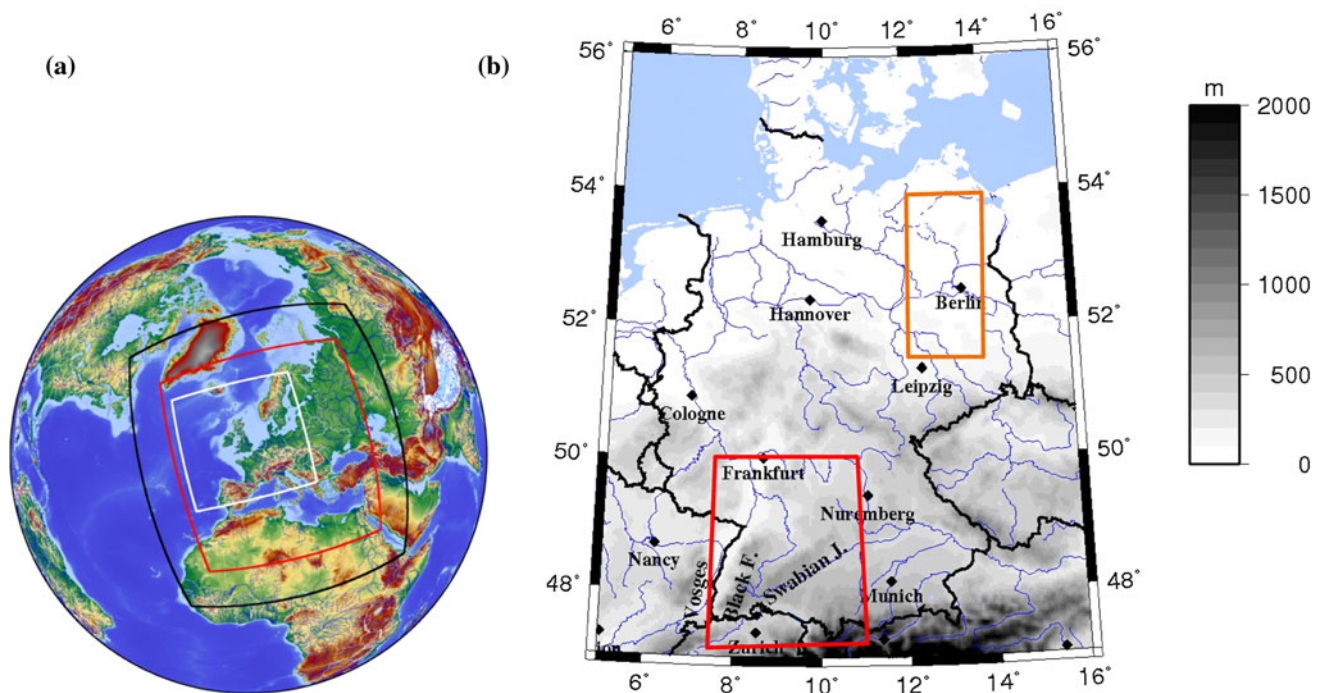 (a)
(b)
8° 10° 12° 14° 16°
56° 56°
54° 54°
52° 52°
50° 50°
48° 48°
8° 10° 12° 14° 16°
Hamburg
Hannover
Berlin
Leipzig
Cologne
Frankfurt
Nuremberg
Nancy
Vosges
Black F.
Swabian J.
Munich
Zurich
ion
m
2000
1500
1000
500
0